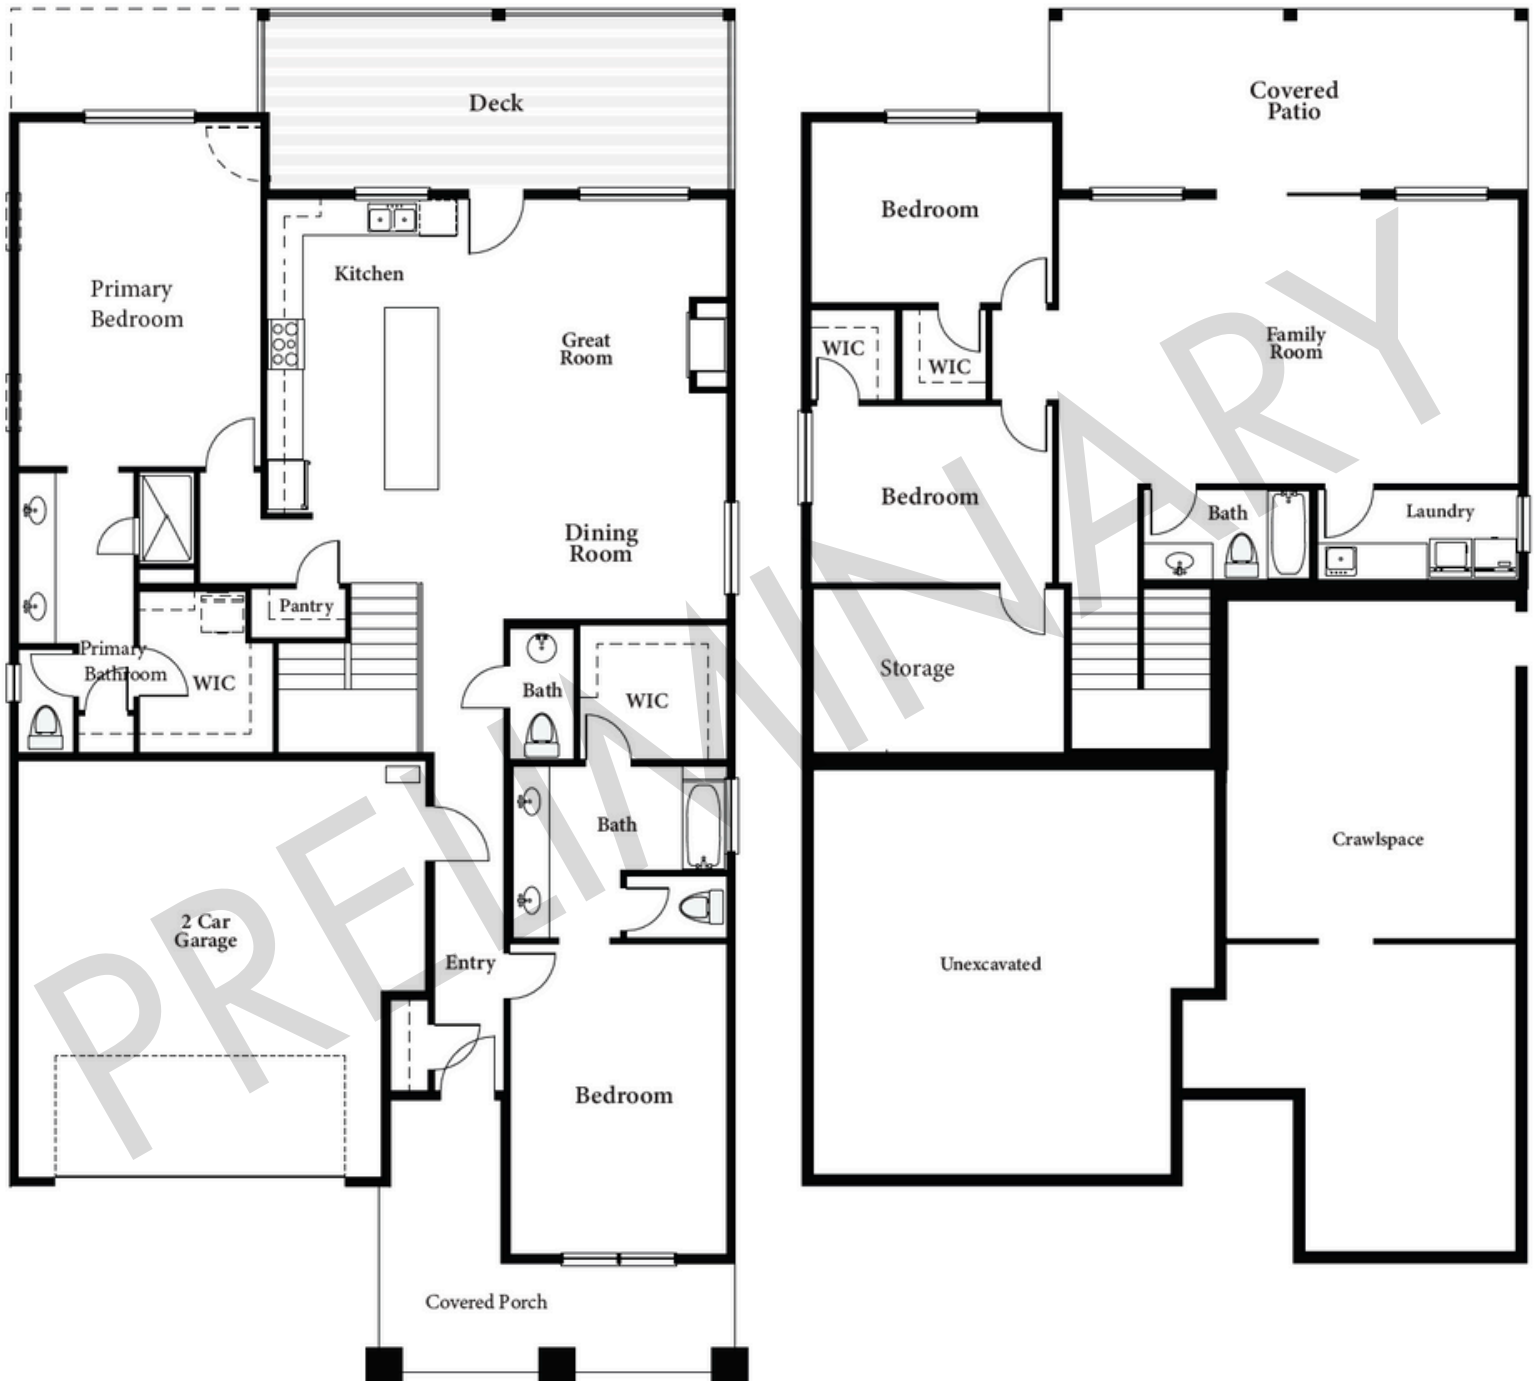 Deck
Kitchen
Primary
Bedroom
Great
Room
Dining
Room
Pantry
Primary
Bathroom
WIC
Bath
WIC
Bath
2 Car
Garage
Entry
Bedroom
Covered Porch
Covered
Patio
Bedroom
Family
Room
WIC
WIC
Bedroom
Bath
Laundry
Storage
Crawlspace
Unexcavated
PRELIMINARY